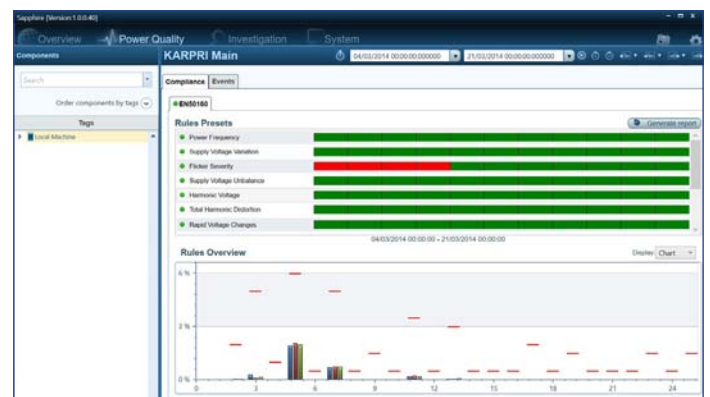 Sapphire [Version:1.0.0.40]
Overview Power Quality Investigation System
Components
KARPRI Main
04/03/2014 00:00:00.000000
21/03/2014 00:00:00.000000
Search
Order components by tags
Tags
Local Machine
Compliance Events
EN50160
Rules Presets
Generate report
Power Frequency
Supply Voltage Variation
Flicker Severity
Supply Voltage Unbalance
Harmonic Voltage
Total Harmonic Distortion
Rapid Voltage Changes
04/03/2014 00:00:00 - 21/03/2014 00:00:00
Rules Overview
Display: Chart
6 %
2 %
0 %
0 3 6 9 12 15 18 21 24